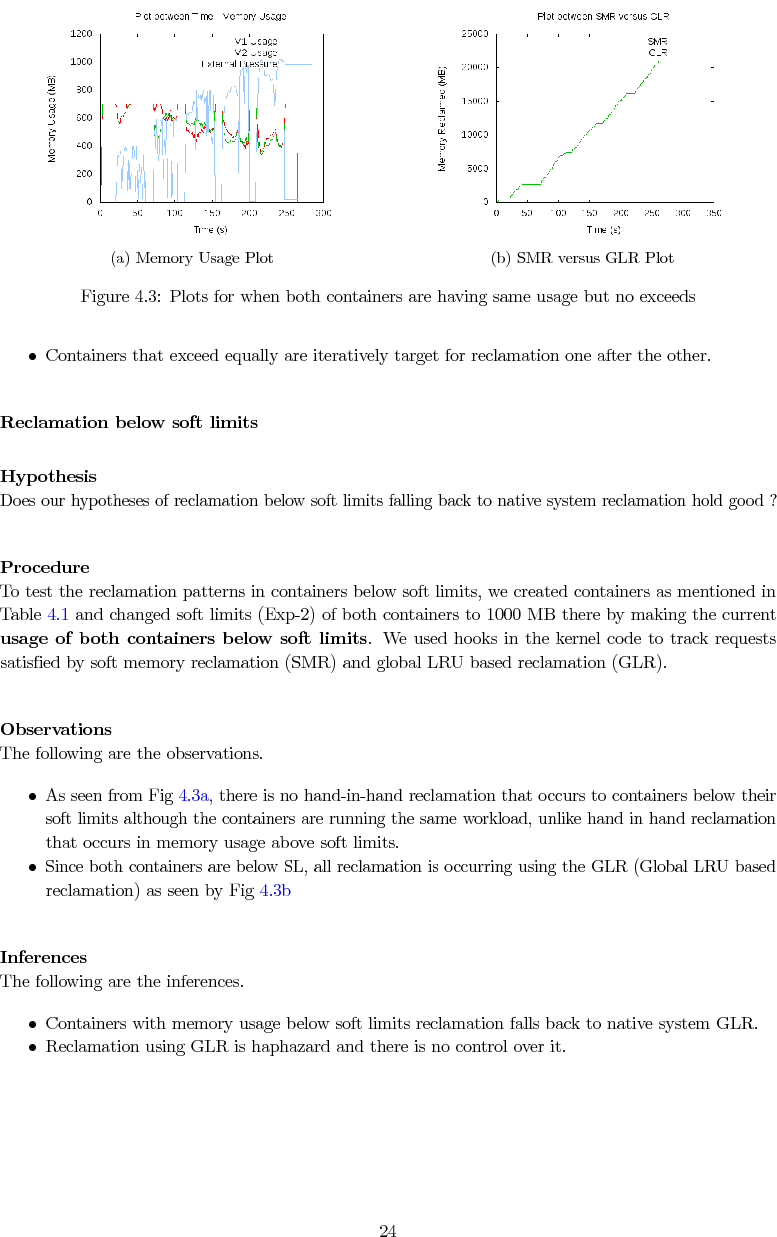 Plot between Time - Memory Usage
1200
1000
800
600
400
200
0
0 50 100 150 200 250 300
Memory Usage (MB)
Time (s)
V1 Usage
V2 Usage
External Pressure
(a) Memory Usage Plot
Plot between SMR versus GLR
25000
20000
15000
10000
5000
0
0 50 100 150 200 250 300 350
Memory Reclaimed (MB)
Time (s)
SMR
GLR
(b) SMR versus GLR Plot
Figure 4.3: Plots for when both containers are having same usage but no exceeds
• Containers that exceed equally are iteratively target for reclamation one after the other.
Reclamation below soft limits
Hypothesis
Does our hypotheses of reclamation below soft limits falling back to native system reclamation hold good ?
Procedure
To test the reclamation patterns in containers below soft limits, we created containers as mentioned in
Table 4.1 and changed soft limits (Exp-2) of both containers to 1000 MB there by making the current
usage of both containers below soft limits. We used hooks in the kernel code to track requests
satisfied by soft memory reclamation (SMR) and global LRU based reclamation (GLR).
Observations
The following are the observations.
• As seen from Fig 4.3a, there is no hand-in-hand reclamation that occurs to containers below their
soft limits although the containers are running the same workload, unlike hand in hand reclamation
that occurs in memory usage above soft limits.
• Since both containers are below SL, all reclamation is occurring using the GLR (Global LRU based
reclamation) as seen by Fig 4.3b
Inferences
The following are the inferences.
• Containers with memory usage below soft limits reclamation falls back to native system GLR.
• Reclamation using GLR is haphazard and there is no control over it.
24